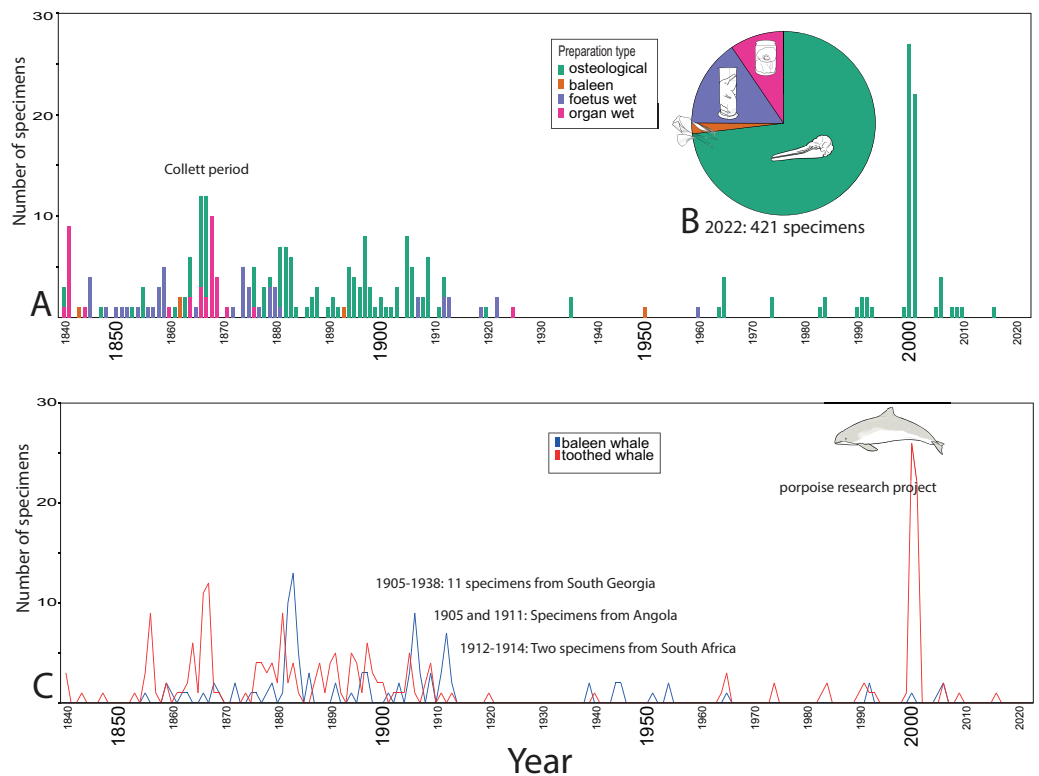 30
20
10
Number of specimens
Collett period
Preparation type
osteological
baleen
foetus wet
organ wet
B 2022: 421 specimens
A
1840 1850 1860 1870 1880 1890 1900 1910 1920 1930 1940 1950 1960 1970 1980 1990 2000 2010 2020
30
20
10
Number of specimens
baleen whale
toothed whale
porpoise research project
1905-1938: 11 specimens from South Georgia
1905 and 1911: Specimens from Angola
1912-1914: Two specimens from South Africa
C
1840 1850 1860 1870 1880 1890 1900 1910 1920 1930 1940 1950 1960 1970 1980 1990 2000 2010 2020
Year